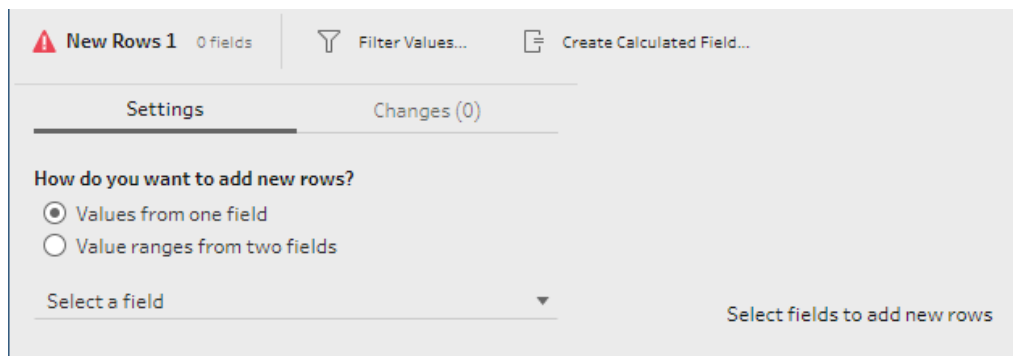 New Rows 1 0 fields Filter Values... Create Calculated Field...
Settings Changes (0)
How do you want to add new rows?
Values from one field
Value ranges from two fields
Select a field
Select fields to add new rows